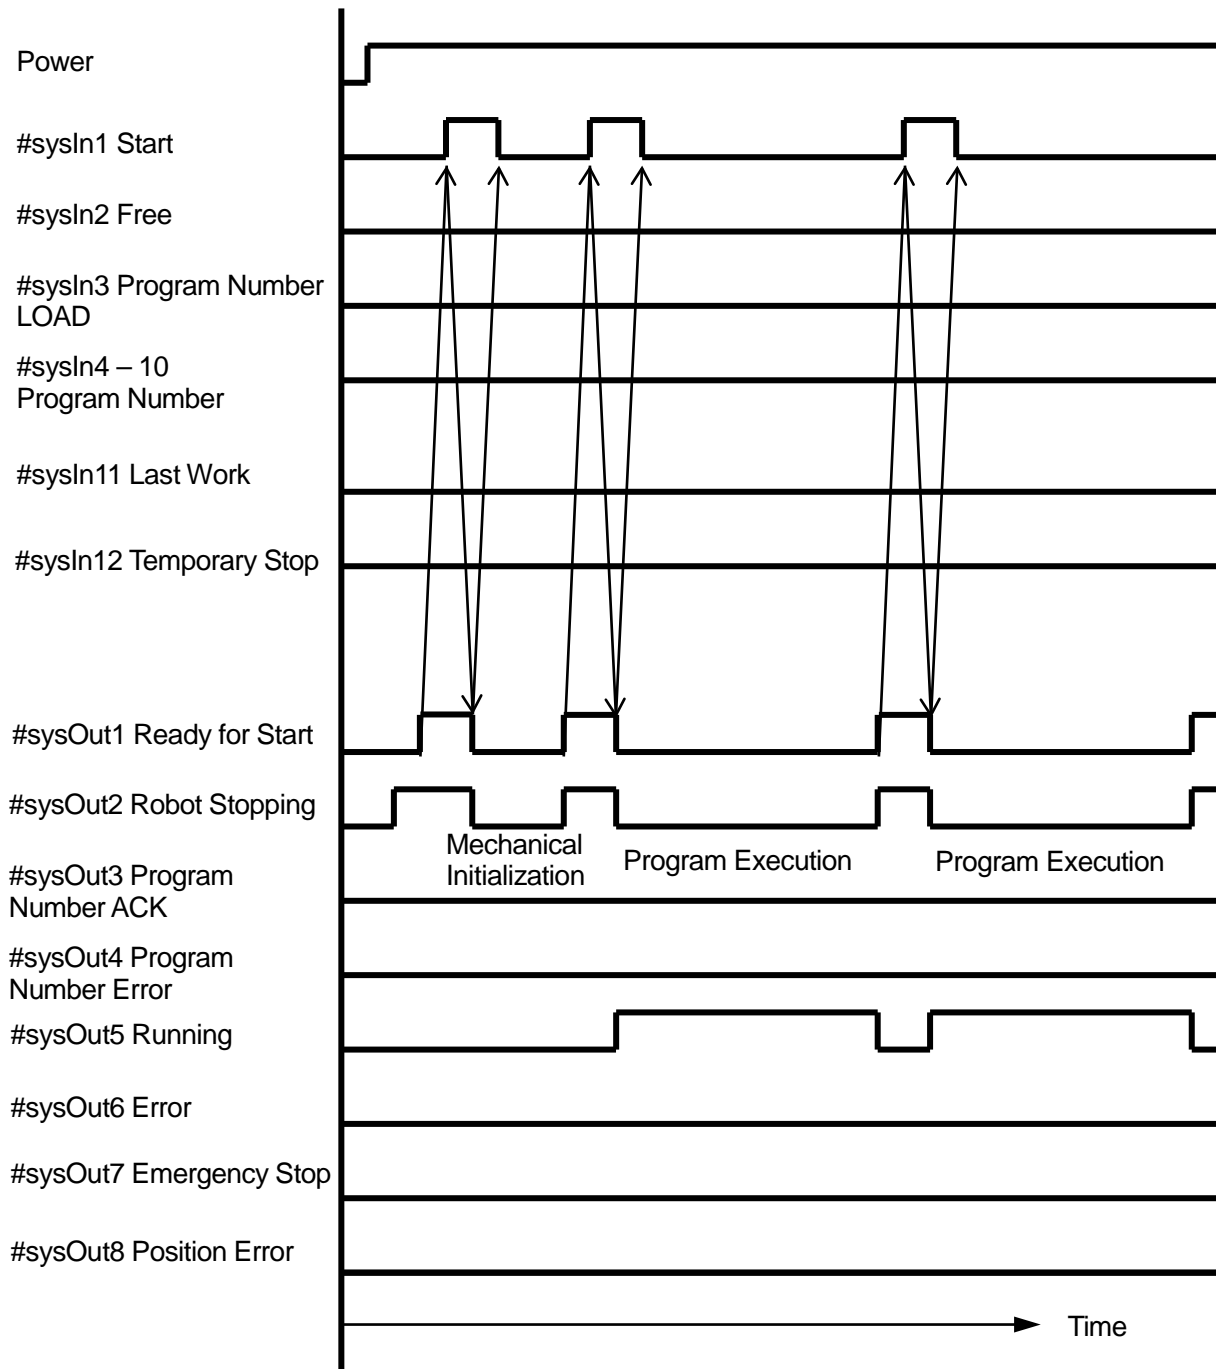 Power
#sysIn1 Start
#sysIn2 Free
#sysIn3 Program Number
LOAD
#sysIn4 – 10
Program Number
#sysIn11 Last Work
#sysIn12 Temporary Stop
#sysOut1 Ready for Start
#sysOut2 Robot Stopping
Mechanical
Initialization
Program Execution
Program Execution
#sysOut3 Program
Number ACK
#sysOut4 Program
Number Error
#sysOut5 Running
#sysOut6 Error
#sysOut7 Emergency Stop
#sysOut8 Position Error
Time